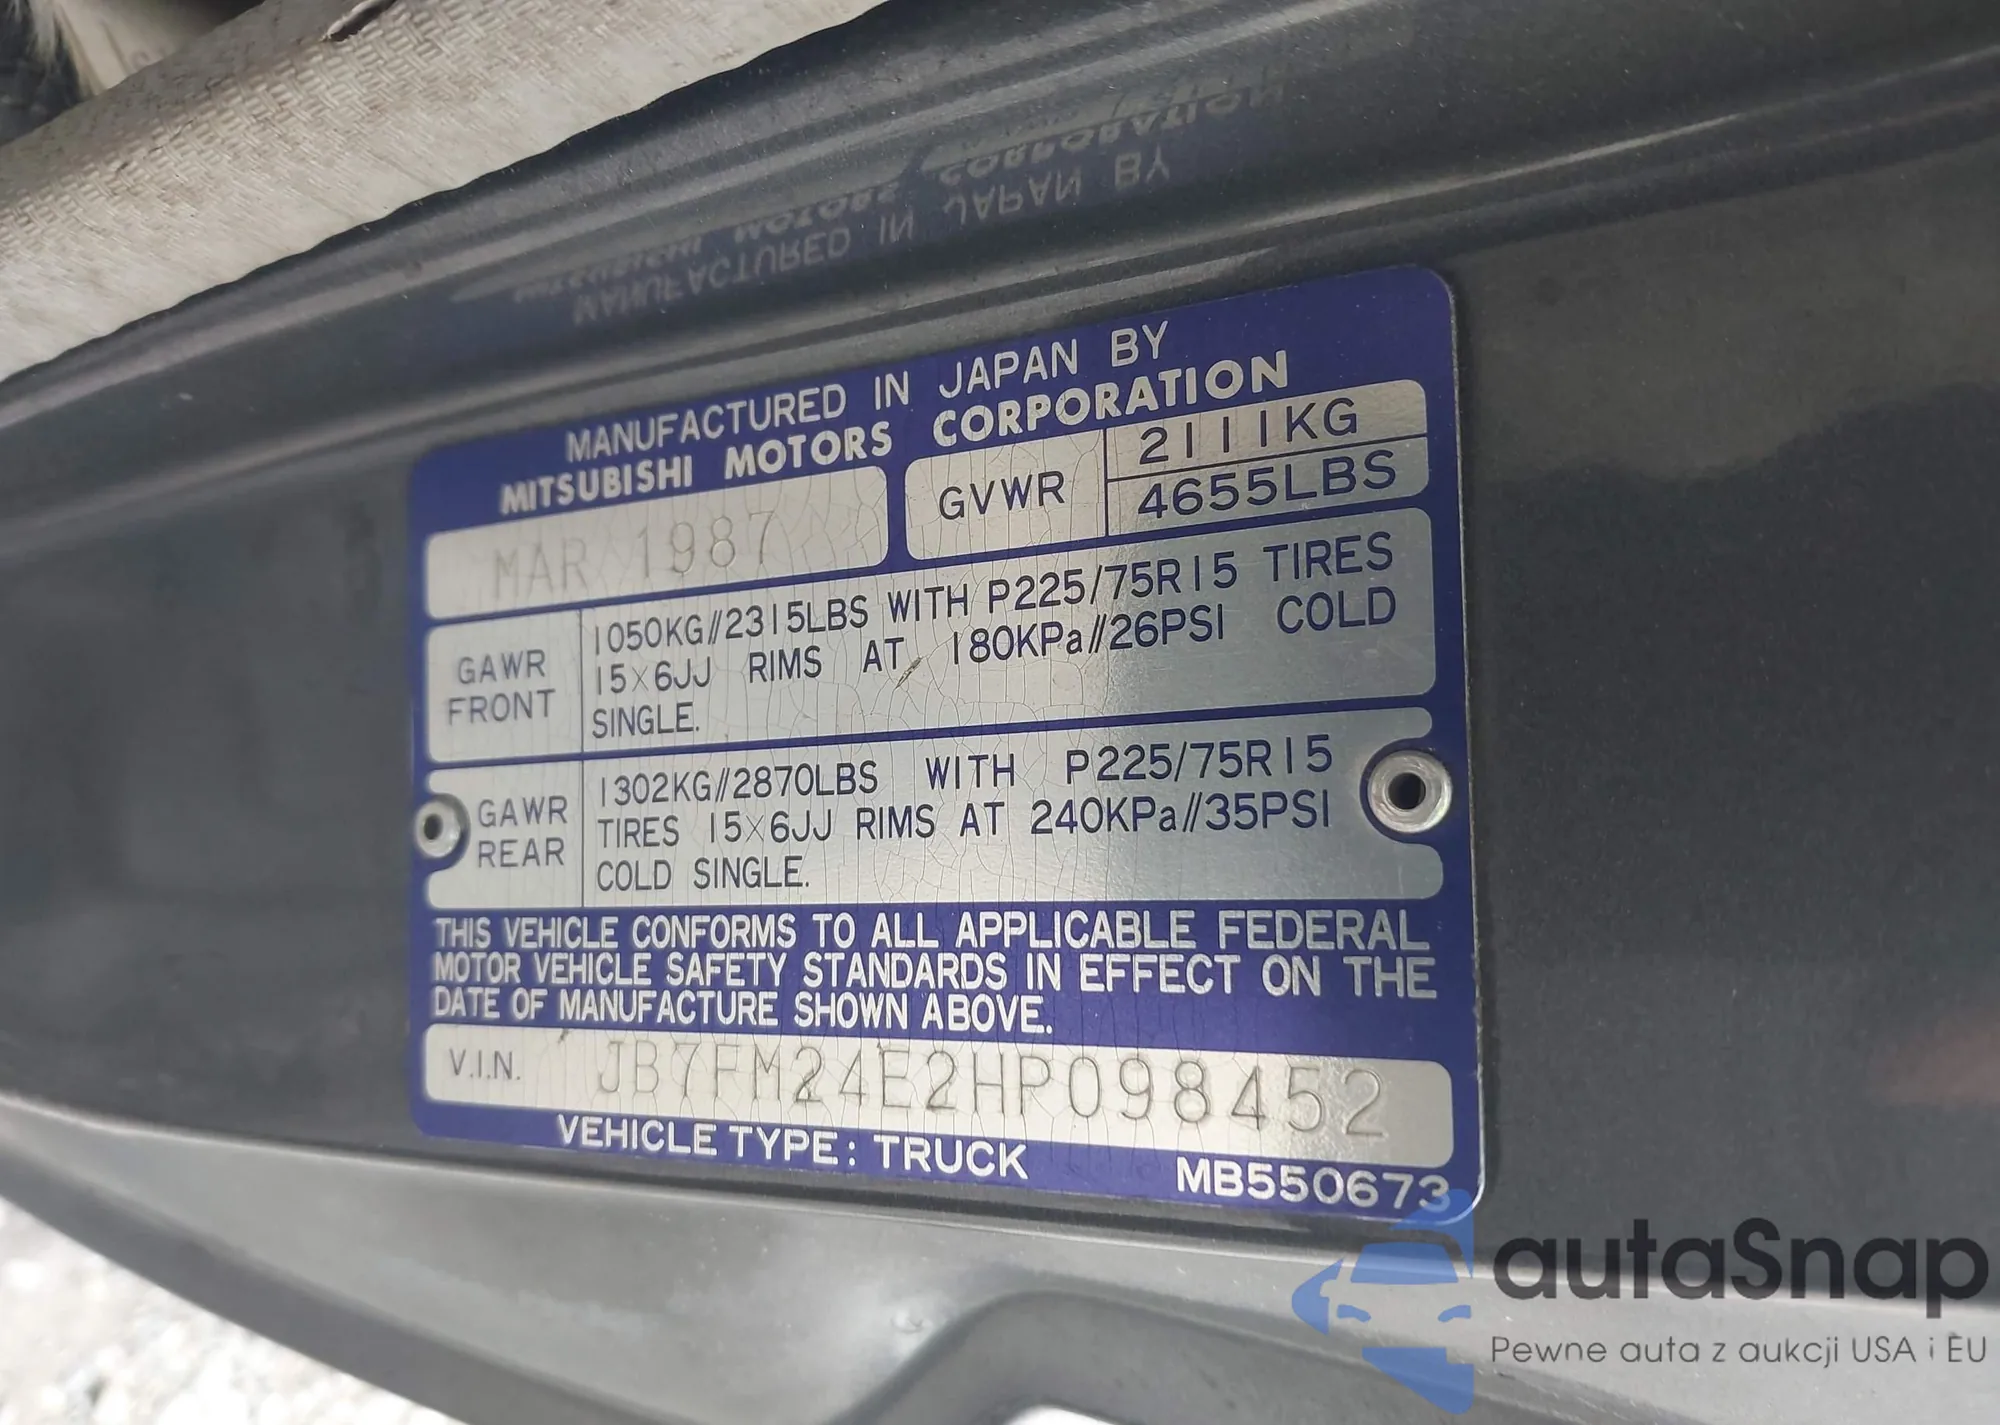 MANUFACTURED IN JAPAN BY
MITSUBISHI MOTORS CORPORATION
MAR 1987
GVWR
2111KG
4655LBS
GAWR
FRONT
1050KG//2315LBS WITH P225/75R15 TIRES
15×6JJ RIMS AT 180KPa//26PSI COLD
SINGLE.
GAWR
REAR
1302KG//2870LBS WITH P225/75R15
TIRES 15×6JJ RIMS AT 240KPa//35PSI
COLD SINGLE.
THIS VEHICLE CONFORMS TO ALL APPLICABLE FEDERAL
MOTOR VEHICLE SAFETY STANDARDS IN EFFECT ON THE
DATE OF MANUFACTURE SHOWN ABOVE.
V.I.N. JB7FM24E2HP098452
VEHICLE TYPE: TRUCK
MB550673
autaSnap
Pewne auta z aukcji USA i EU